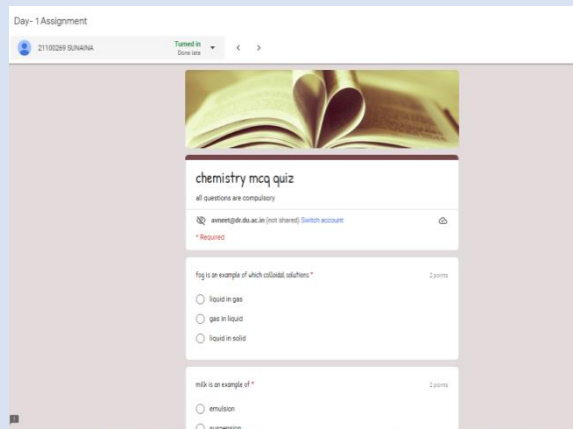 Day- 1 Assignment
21100269 SUNAINA
Turned in
Done late
chemistry mcq quiz
all questions are compulsory
avneet@dr.du.ac.in (not shared) Switch account
* Required
fog is an example of which colloidal solutions *
2 points
liquid in gas
gas in liquid
liquid in solid
milk is an example of *
2 points
emulsion
suspension